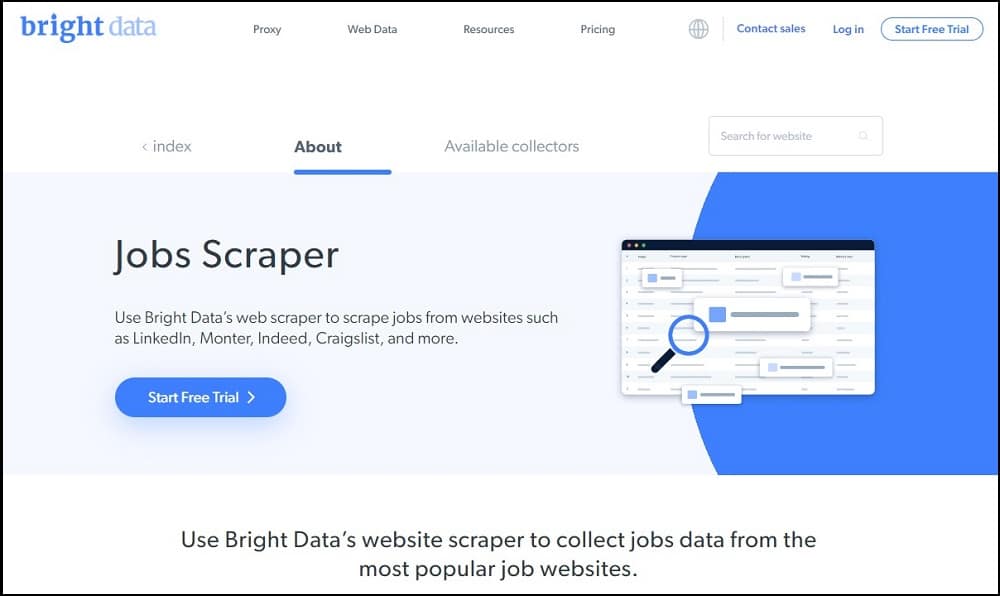 bright data
Proxy
Web Data
Resources
Pricing
Contact sales
Log in
Start Free Trial
‹ index
About
Available collectors
Search for website
Jobs Scraper
Use Bright Data's web scraper to scrape jobs from websites such
as LinkedIn, Monter, Indeed, Craigslist, and more.
Start Free Trial
Use Bright Data's website scraper to collect jobs data from the
most popular job websites.